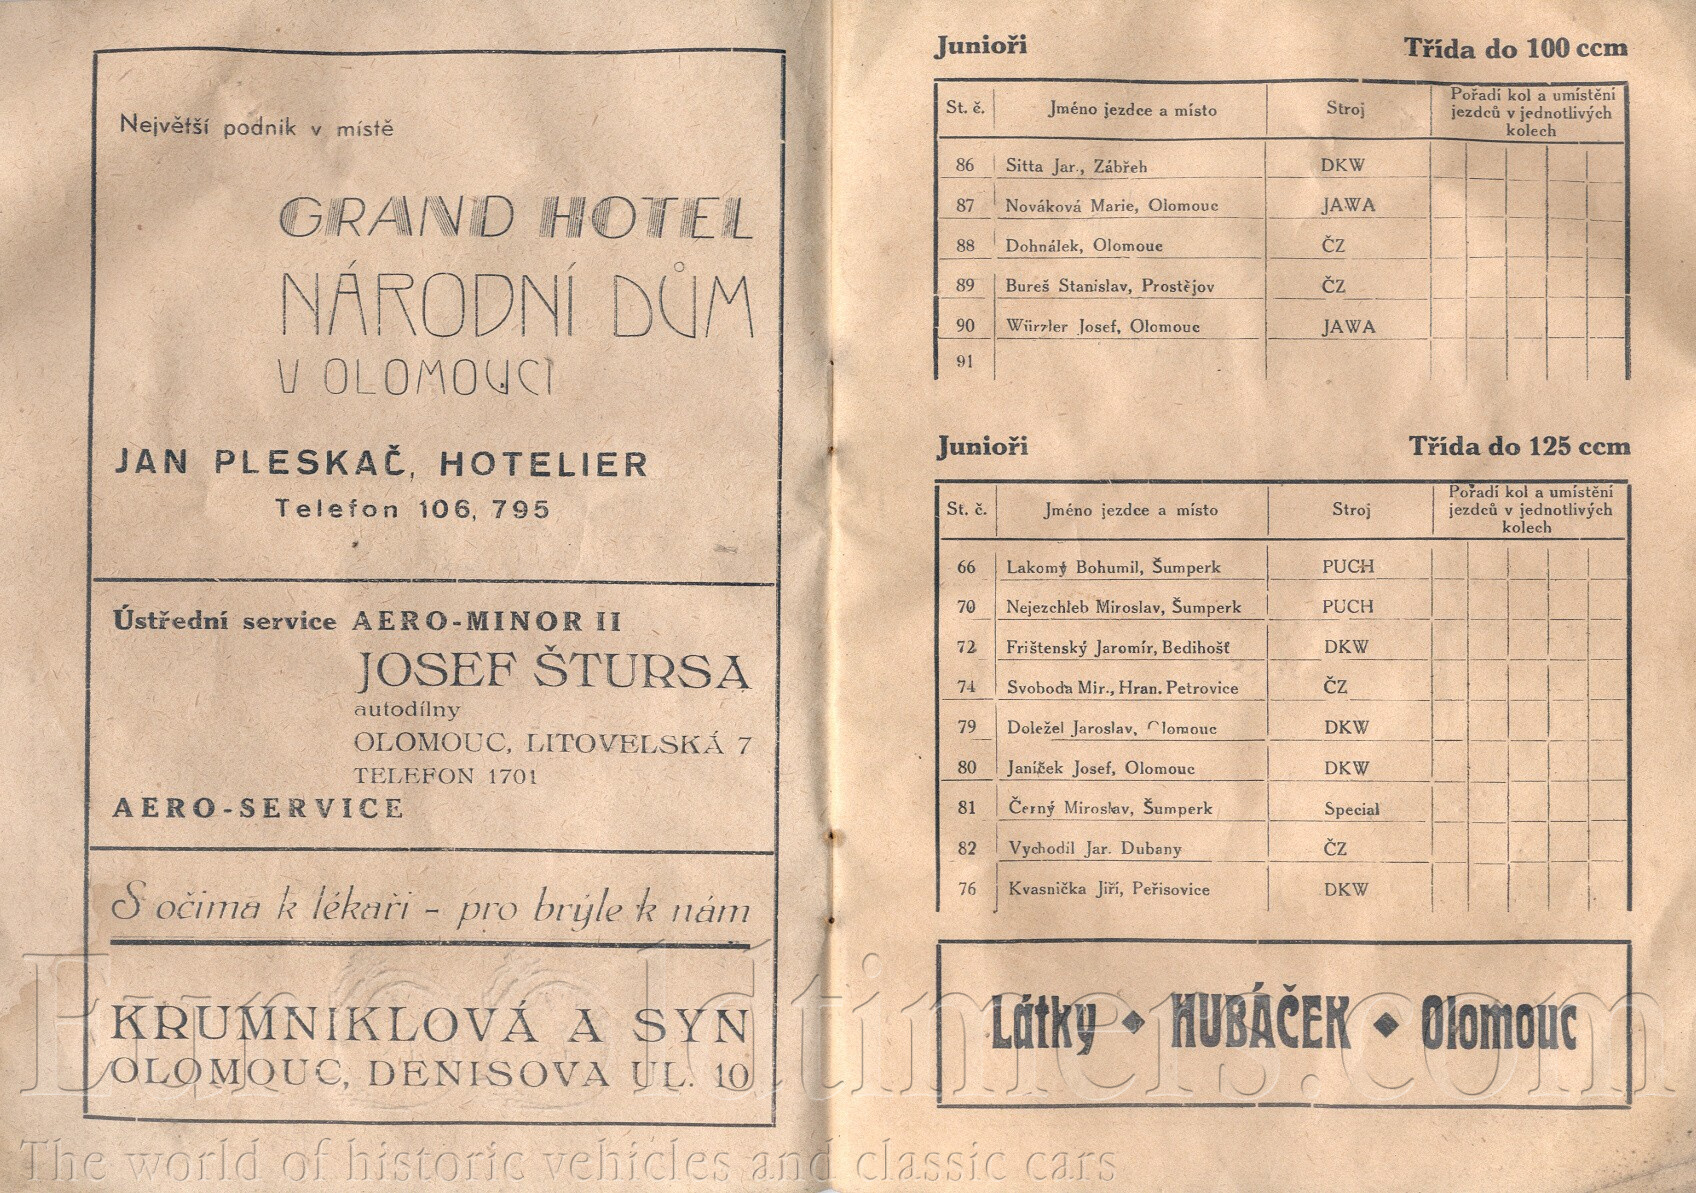 Největší podnik v místě
GRAND HOTEL
NÁRODNÍ DŮM
V OLOMOUCI
JAN PLESKAČ, HOTELIER
Telefon 106, 795
Ústřední service AERO-MINOR II
JOSEF ŠTURSA
autodílny
OLOMOUC, LITOVELSKÁ 7
TELEFON 1701
AERO-SERVICE
S očima k lékaři - pro brýle k nám
KRUMNIKLOVÁ A SYN
OLOMOUC, DENISOVA UL. 10
Junioři Třída do 100 ccm
St. č. Jméno jezdce a místo Stroj Pořadí kol a umístění jezdců v jednotlivých kolech
86 Sitta Jar., Zábřeh DKW
87 Nováková Marie, Olomouc JAWA
88 Dohnálek, Olomouc ČZ
89 Bureš Stanislav, Prostějov ČZ
90 Würzler Josef, Olomouc JAWA
91
Junioři Třída do 125 ccm
St. č. Jméno jezdce a místo Stroj Pořadí kol a umístění jezdců v jednotlivých kolech
66 Lakomý Bohumil, Šumperk PUCH
70 Nejezchleb Miroslav, Šumperk PUCH
72 Frištenský Jaromír, Bedihošť DKW
74 Svoboda Mir., Hran. Petrovice ČZ
79 Doležel Jaroslav, Olomouc DKW
80 Janíček Josef, Olomouc DKW
81 Černý Miroslav, Šumperk Special
82 Vychodil Jar. Dubany ČZ
76 Kvasnička Jiří, Peřisovice DKW
Látky ◆ HUBÁČEK ◆ Olomouc
EuroOldtimers.com
The world of historic vehicles and classic cars